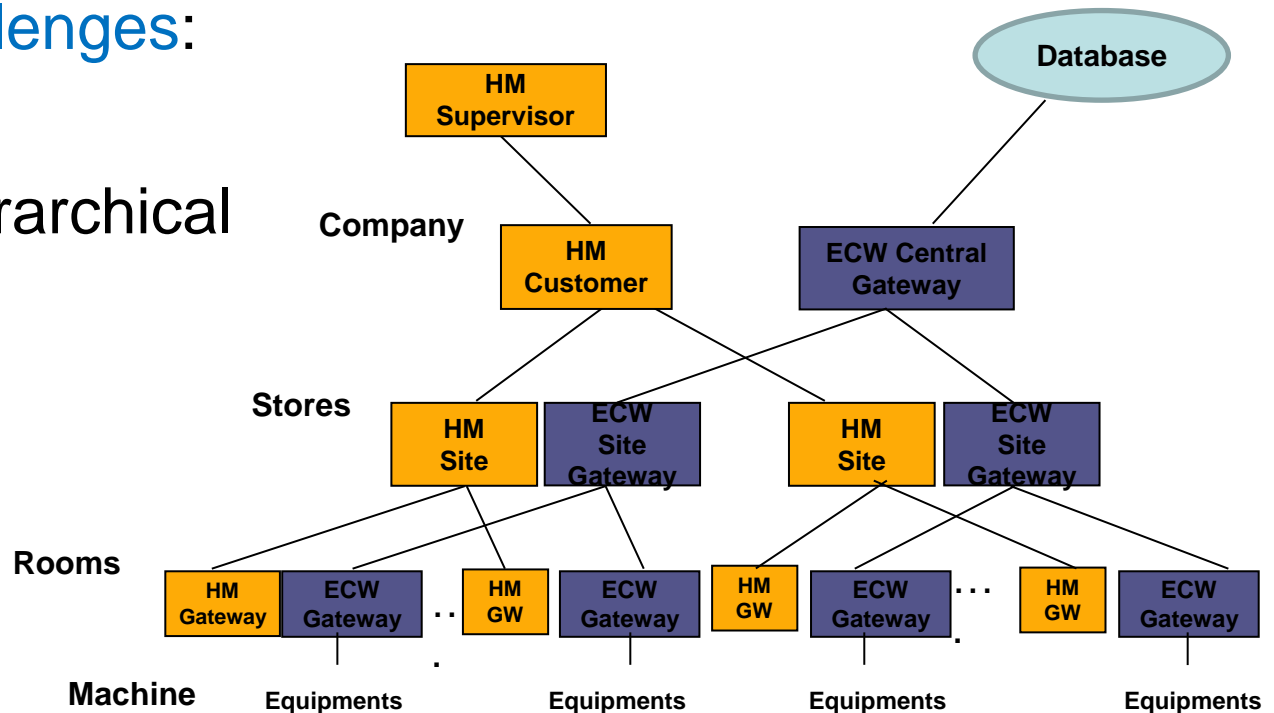 lenges:
Database
HM
Supervisor
rarchical
Company
HM
Customer
ECW Central
Gateway
Stores
HM
Site
ECW
Site
Gateway
HM
Site
ECW
Site
Gateway
Rooms
HM
Gateway
ECW
Gateway
...
HM
GW
ECW
Gateway
HM
GW
ECW
Gateway
...
.
HM
GW
ECW
Gateway
Machine
Equipments
Equipments
Equipments
Equipments